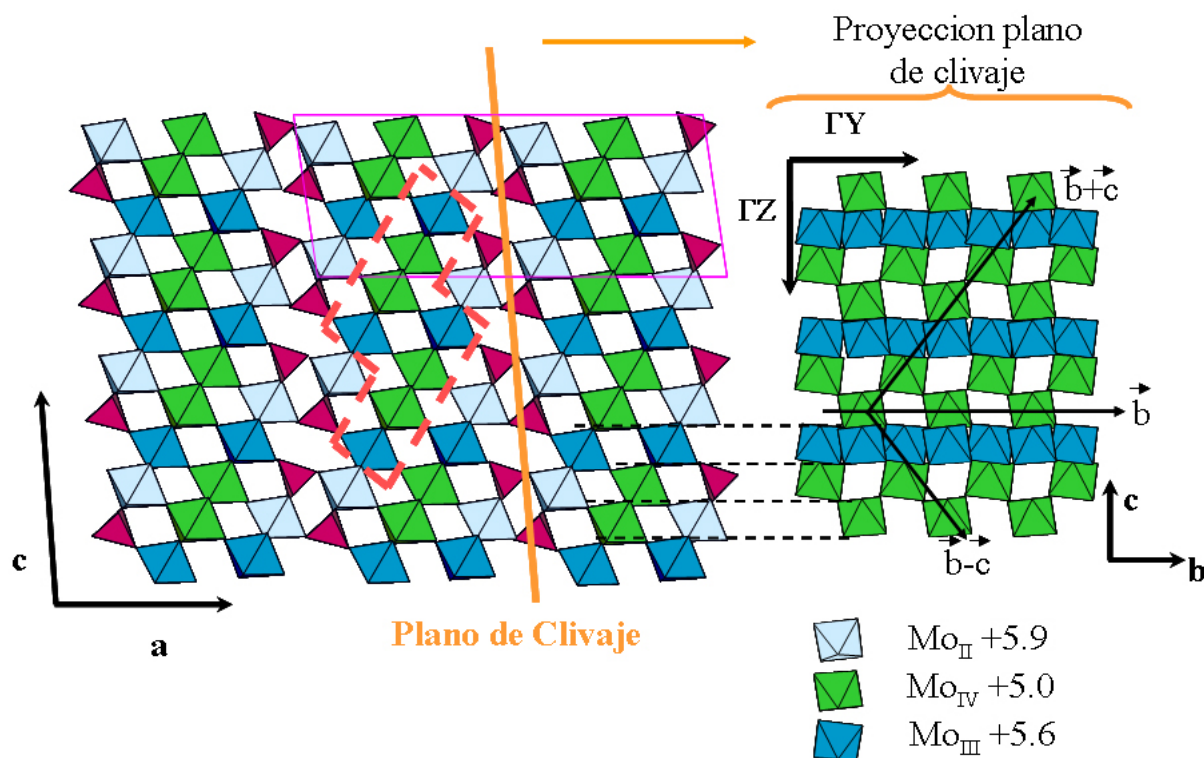 Proyeccion plano
de clivaje
ΓY
ΓZ
b+c
b
b-c
c
b
c
a
Plano de Clivaje
Mo_II +5.9
Mo_IV +5.0
Mo_III +5.6